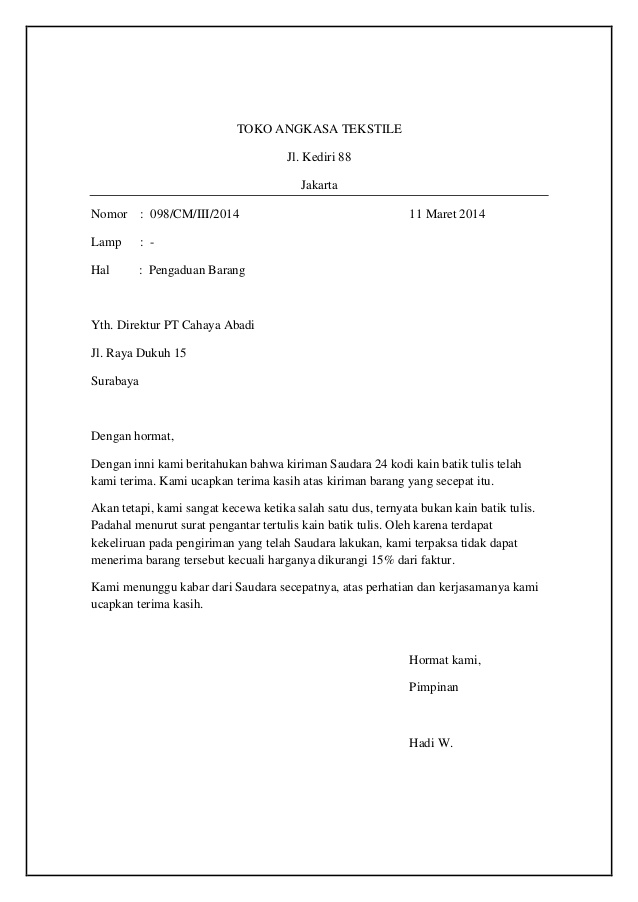 TOKO ANGKASA TEKSTILE
Jl. Kediri 88
Jakarta
Nomor : 098/CM/III/2014 11 Maret 2014
Lamp : -
Hal : Pengaduan Barang
Yth. Direktur PT Cahaya Abadi
Jl. Raya Dukuh 15
Surabaya
Dengan hormat,
Dengan inni kami beritahukan bahwa kiriman Saudara 24 kodi kain batik tulis telah
kami terima. Kami ucapkan terima kasih atas kiriman barang yang secepat itu.
Akan tetapi, kami sangat kecewa ketika salah satu dus, ternyata bukan kain batik tulis.
Padahal menurut surat pengantar tertulis kain batik tulis. Oleh karena terdapat
kekeliruan pada pengiriman yang telah Saudara lakukan, kami terpaksa tidak dapat
menerima barang tersebut kecuali harganya dikurangi 15% dari faktur.
Kami menunggu kabar dari Saudara secepatnya, atas perhatian dan kerjasamanya kami
ucapkan terima kasih.
Hormat kami,
Pimpinan
Hadi W.